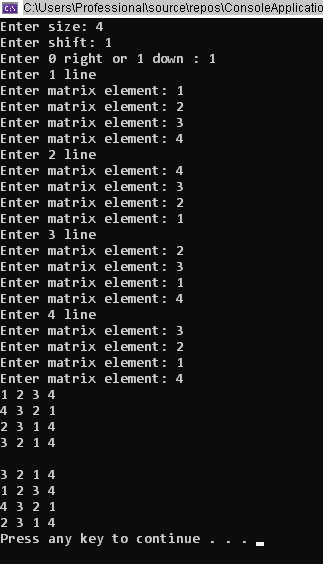 C:\Users\Professional\source\repos\ConsoleApplicatio
Enter size: 4
Enter shift: 1
Enter 0 right or 1 down : 1
Enter 1 line
Enter matrix element: 1
Enter matrix element: 2
Enter matrix element: 3
Enter matrix element: 4
Enter 2 line
Enter matrix element: 4
Enter matrix element: 3
Enter matrix element: 2
Enter matrix element: 1
Enter 3 line
Enter matrix element: 2
Enter matrix element: 3
Enter matrix element: 1
Enter matrix element: 4
Enter 4 line
Enter matrix element: 3
Enter matrix element: 2
Enter matrix element: 1
Enter matrix element: 4
1 2 3 4
4 3 2 1
2 3 1 4
3 2 1 4

3 2 1 4
1 2 3 4
4 3 2 1
2 3 1 4
Press any key to continue . . .